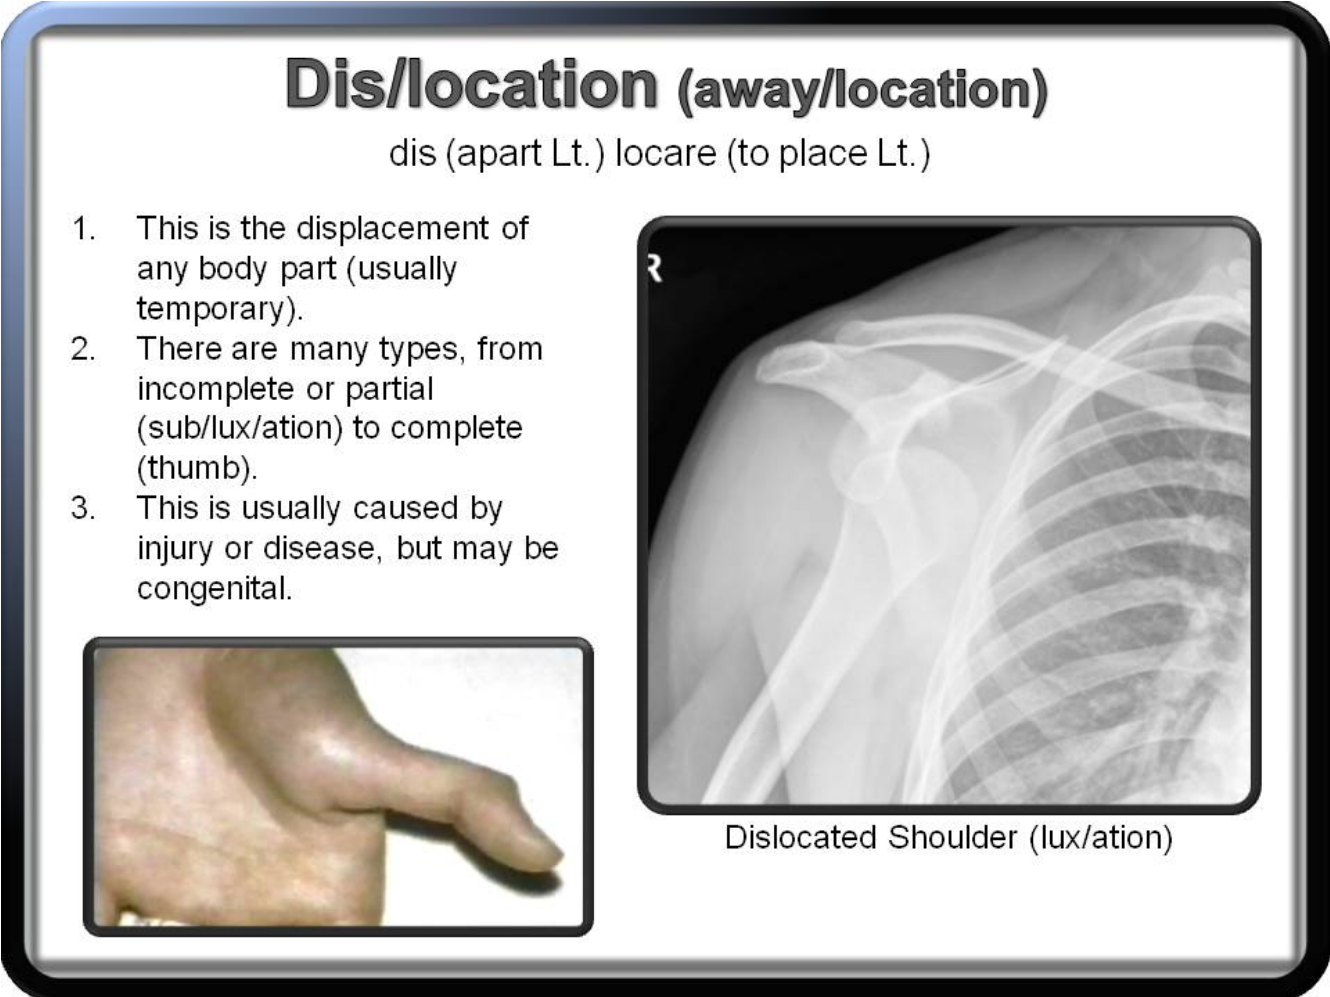 Dis/location (away/location)
dis (apart Lt.) locare (to place Lt.)
1. This is the displacement of
any body part (usually
temporary).
2. There are many types, from
incomplete or partial
(sub/lux/ation) to complete
(thumb).
3. This is usually caused by
injury or disease, but may be
congenital.
R
Dislocated Shoulder (lux/ation)